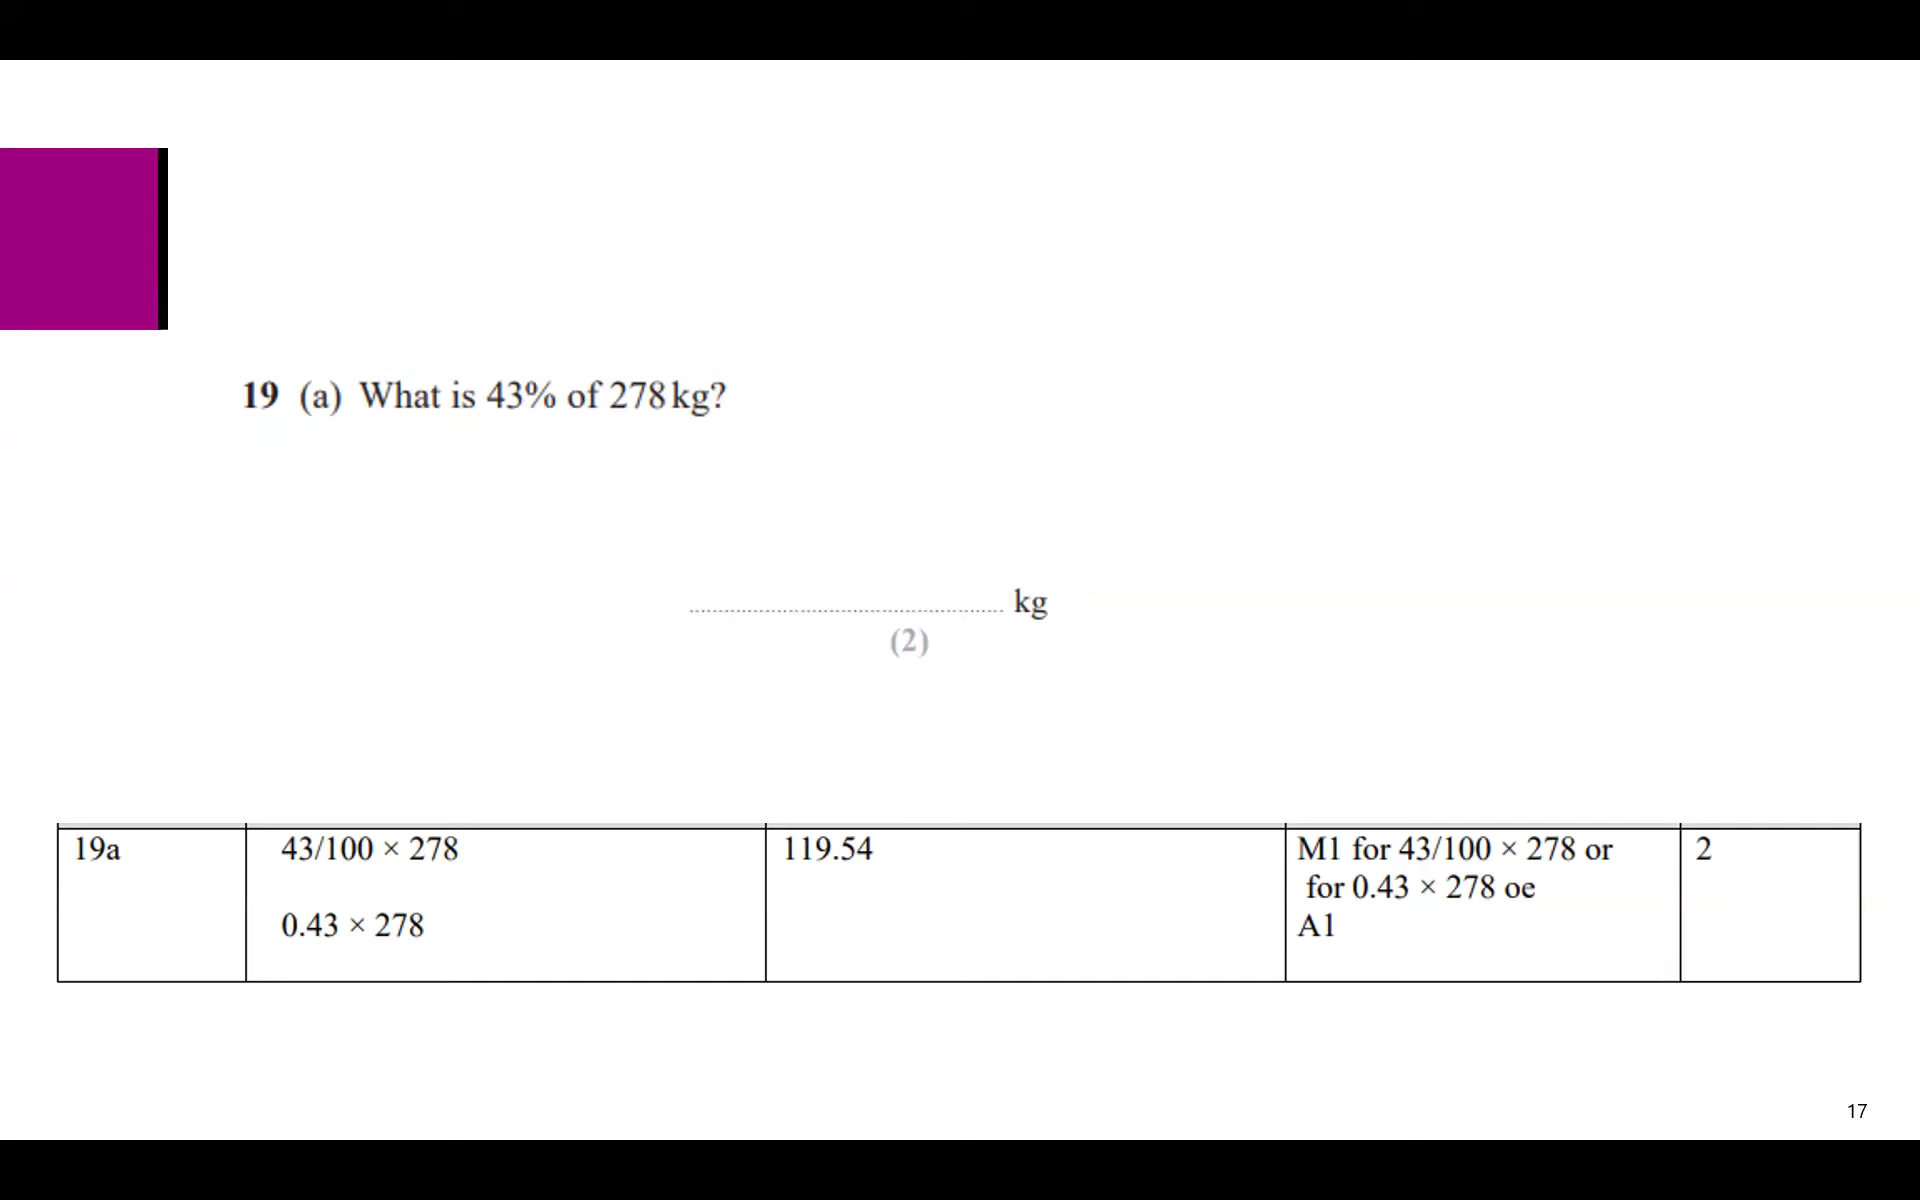 19 (a) What is 43% of 278 kg?
........................................................ kg
(2)
19a 43/100 × 278 119.54 M1 for 43/100 × 278 or 2
for 0.43 × 278 oe
0.43 × 278 A1
17